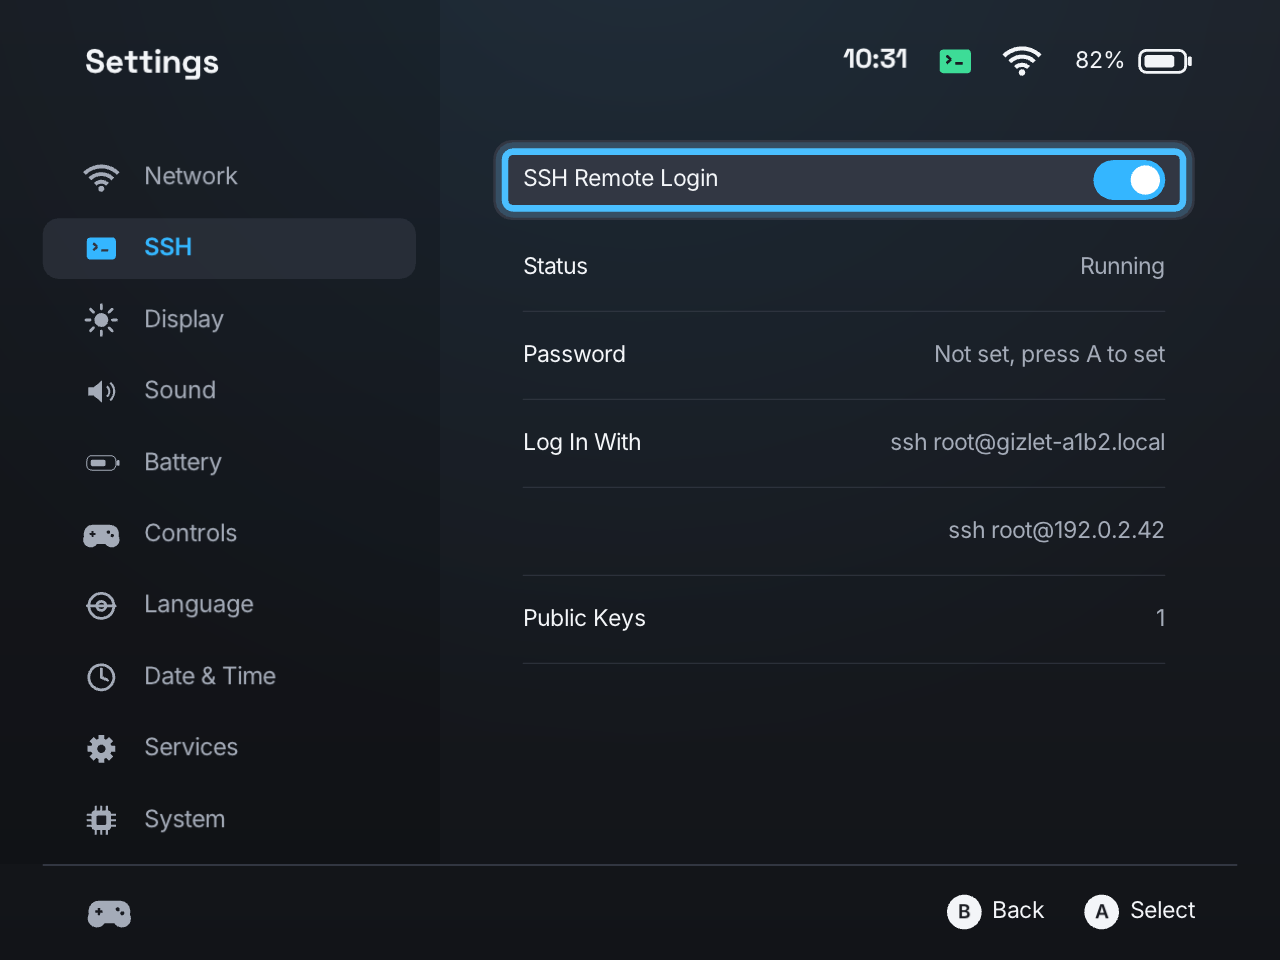 Settings
10:31
82%
Network
SSH
Display
Sound
Battery
Controls
Language
Date & Time
Services
System
SSH Remote Login
Status Running
Password Not set, press A to set
Log In With ssh root@gizlet-a1b2.local
ssh root@192.0.2.42
Public Keys 1
B Back A Select